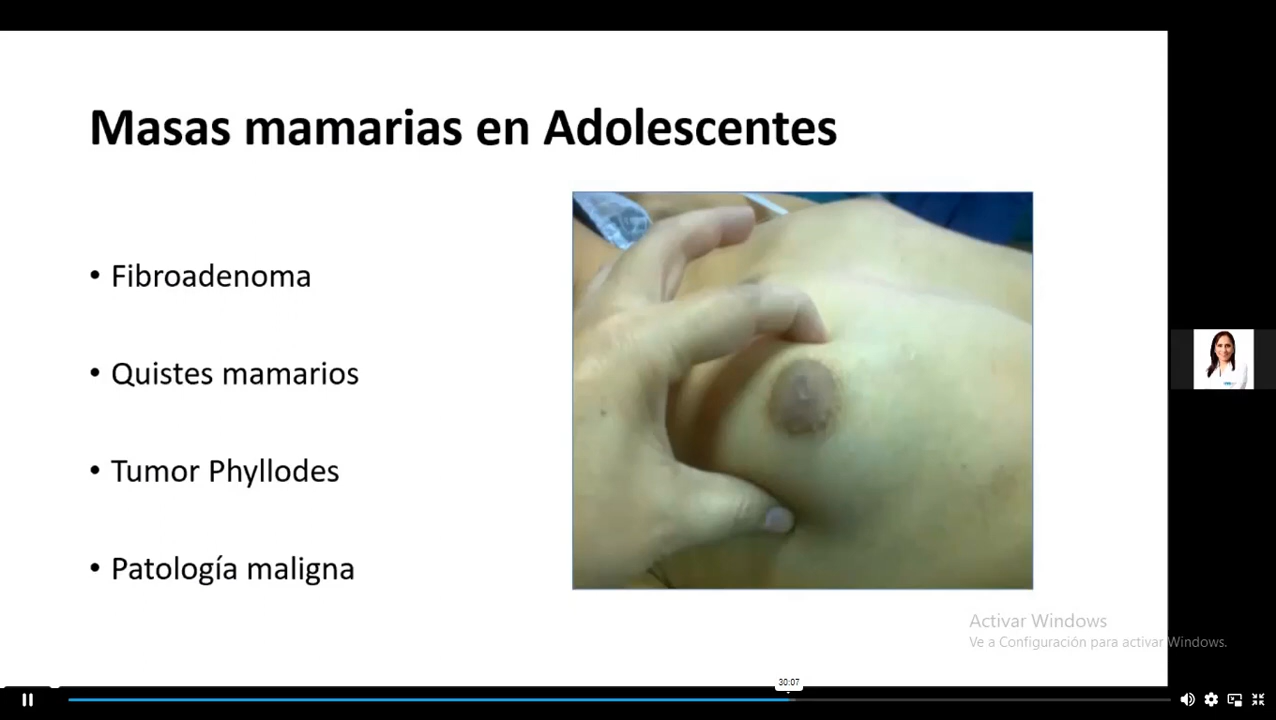 Masas mamarias en Adolescentes
• Fibroadenoma
• Quistes mamarios
• Tumor Phyllodes
• Patología maligna
Activar Windows
Ve a Configuración para activar Windows.
30:07